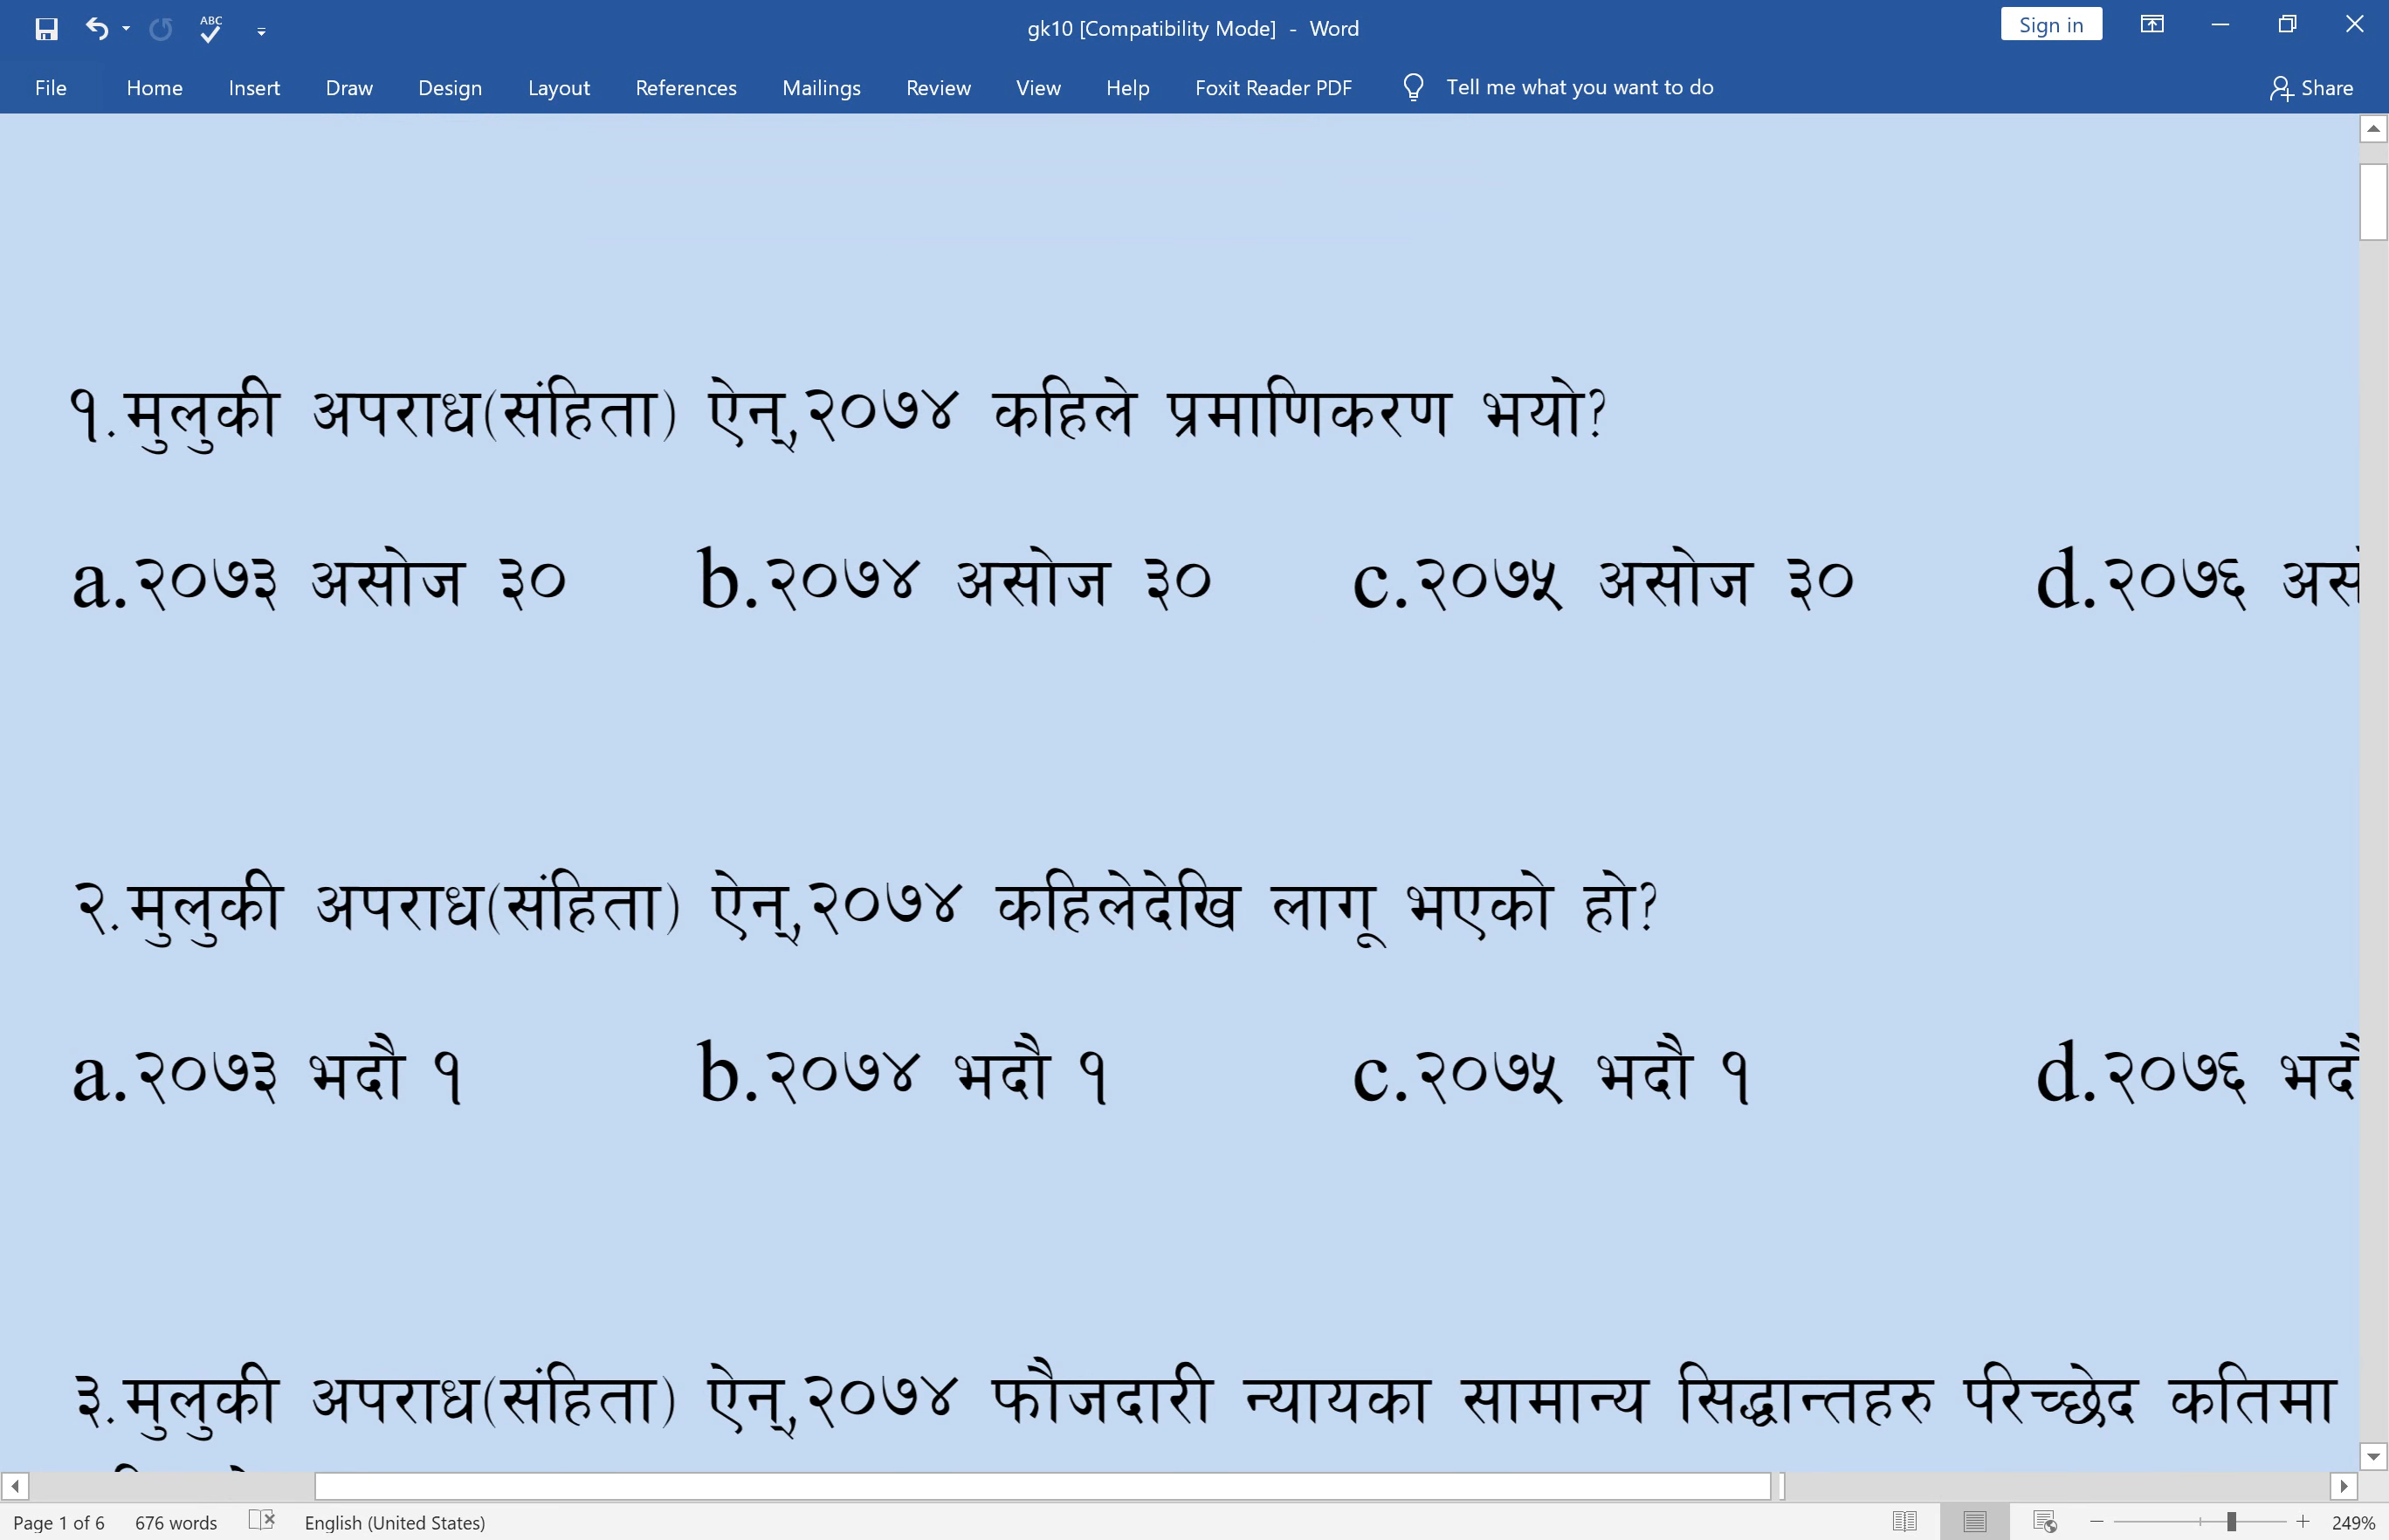 ABC
gk10 [Compatibility Mode] - Word
Sign in
File Home Insert Draw Design Layout References Mailings Review View Help Foxit Reader PDF Tell me what you want to do Share
१.मुलुकी अपराध(संहिता) ऐन्,२०७४ कहिले प्रमाणिकरण भयो?
a.२०७३ असोज ३० b.२०७४ असोज ३० c.२०७५ असोज ३० d.२०७६
२.मुलुकी अपराध(संहिता) ऐन्,२०७४ कहिलेदेखि लागू भएको हो?
a.२०७३ भदौ १ b.२०७४ भदौ १ c.२०७५ भदौ १ d.२०७६
३.मुलुकी अपराध(संहिता) ऐन्,२०७४ फौजदारी न्यायका सामान्य सिद्धान्तहरु परिच्छेद कतिमा
Page 1 of 6 676 words English (United States) 249%